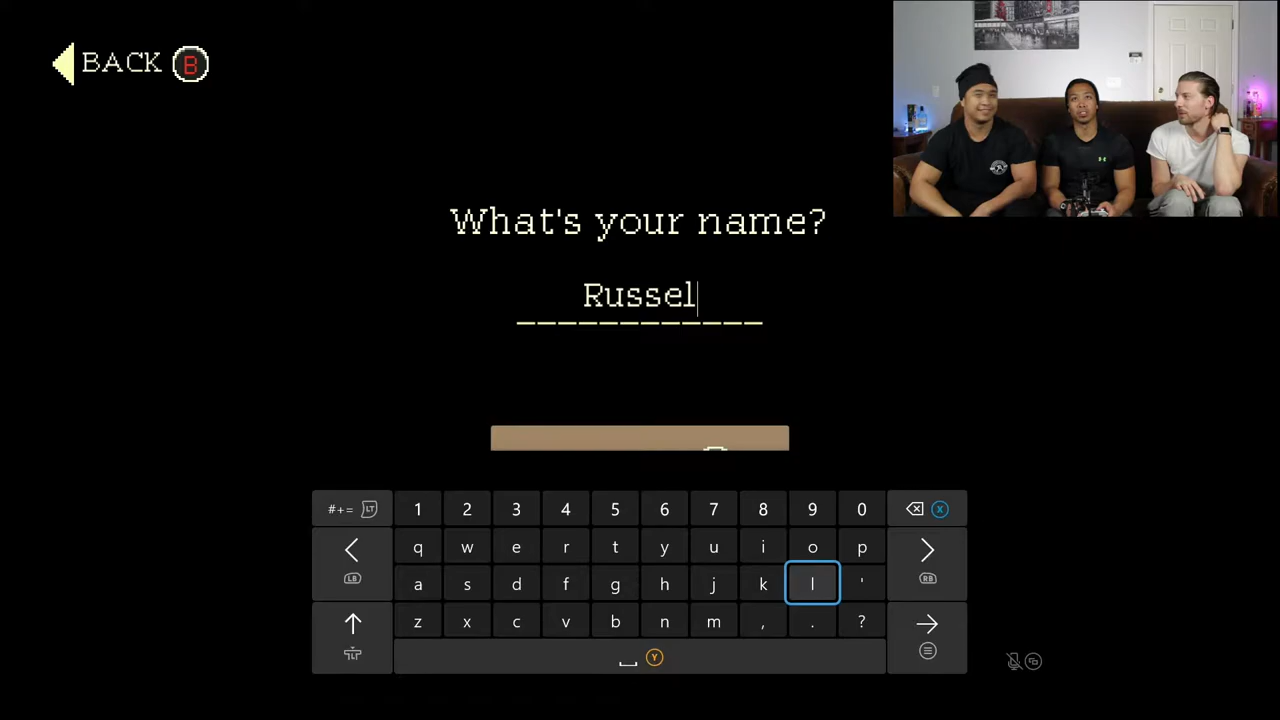 BACK B
What's your name?
Russel
#+= LT 1 2 3 4 5 6 7 8 9 0 X
q w e r t y u i o p
LB RB
a s d f g h j k l '
z x c v b n m , . ?
Y